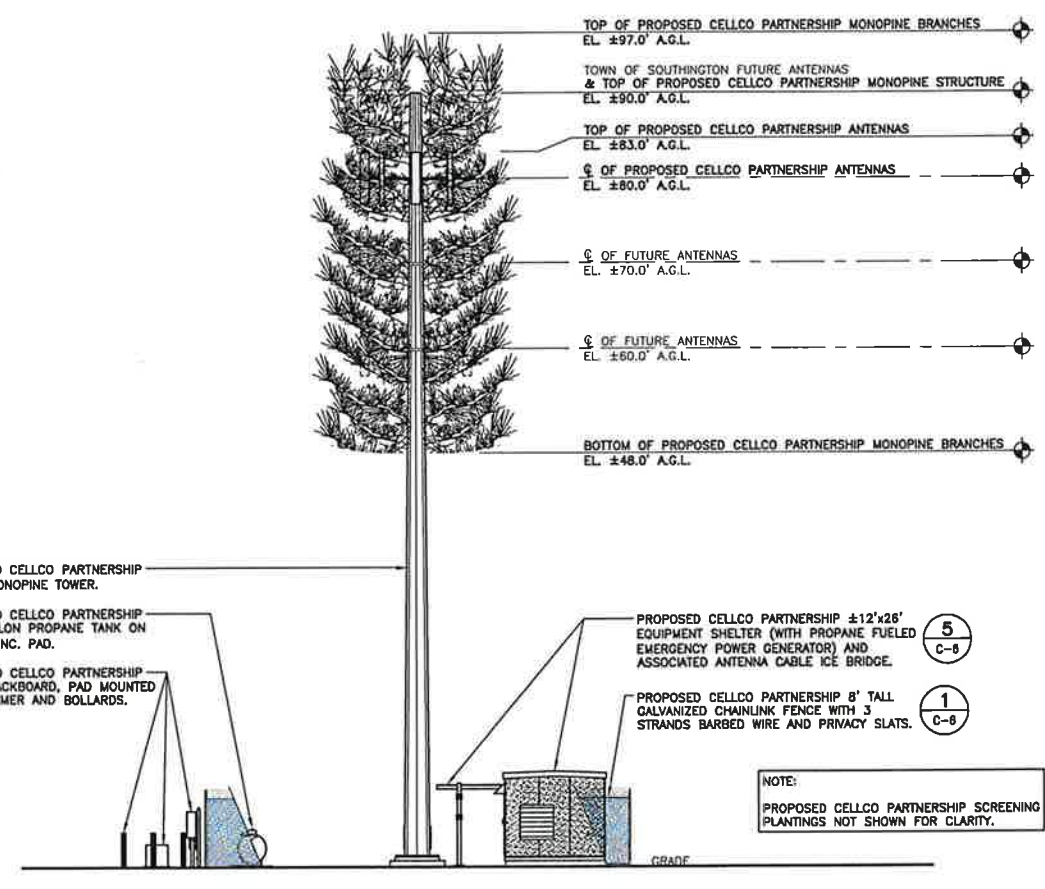 TOP OF PROPOSED CELLCO PARTNERSHIP MONOPINE BRANCHES
EL. ±97.0' A.G.L.
TOWN OF SOUTHINGTON FUTURE ANTENNAS
& TOP OF PROPOSED CELLCO PARTNERSHIP MONOPINE STRUCTURE
EL. ±90.0' A.G.L.
TOP OF PROPOSED CELLCO PARTNERSHIP ANTENNAS
EL. ±83.0' A.G.L.
℄ OF PROPOSED CELLCO PARTNERSHIP ANTENNAS
EL. ±80.0' A.G.L.
℄ OF FUTURE ANTENNAS
EL. ±70.0' A.G.L.
℄ OF FUTURE ANTENNAS
EL. ±60.0' A.G.L.
BOTTOM OF PROPOSED CELLCO PARTNERSHIP MONOPINE BRANCHES
EL. ±48.0' A.G.L.
CELLCO PARTNERSHIP
MONOPINE TOWER.
CELLCO PARTNERSHIP
PROPANE TANK ON
PAD.
CELLCO PARTNERSHIP
PAD MOUNTED
AND BOLLARDS.
PROPOSED CELLCO PARTNERSHIP ±12'x26'
EQUIPMENT SHELTER (WITH PROPANE FUELED
EMERGENCY POWER GENERATOR) AND
ASSOCIATED ANTENNA CABLE ICE BRIDGE.
5
C-6
PROPOSED CELLCO PARTNERSHIP 8' TALL
GALVANIZED CHAINLINK FENCE WITH 3
STRANDS BARBED WIRE AND PRIVACY SLATS.
1
C-6
NOTE:
PROPOSED CELLCO PARTNERSHIP SCREENING
PLANTINGS NOT SHOWN FOR CLARITY.
GRADE